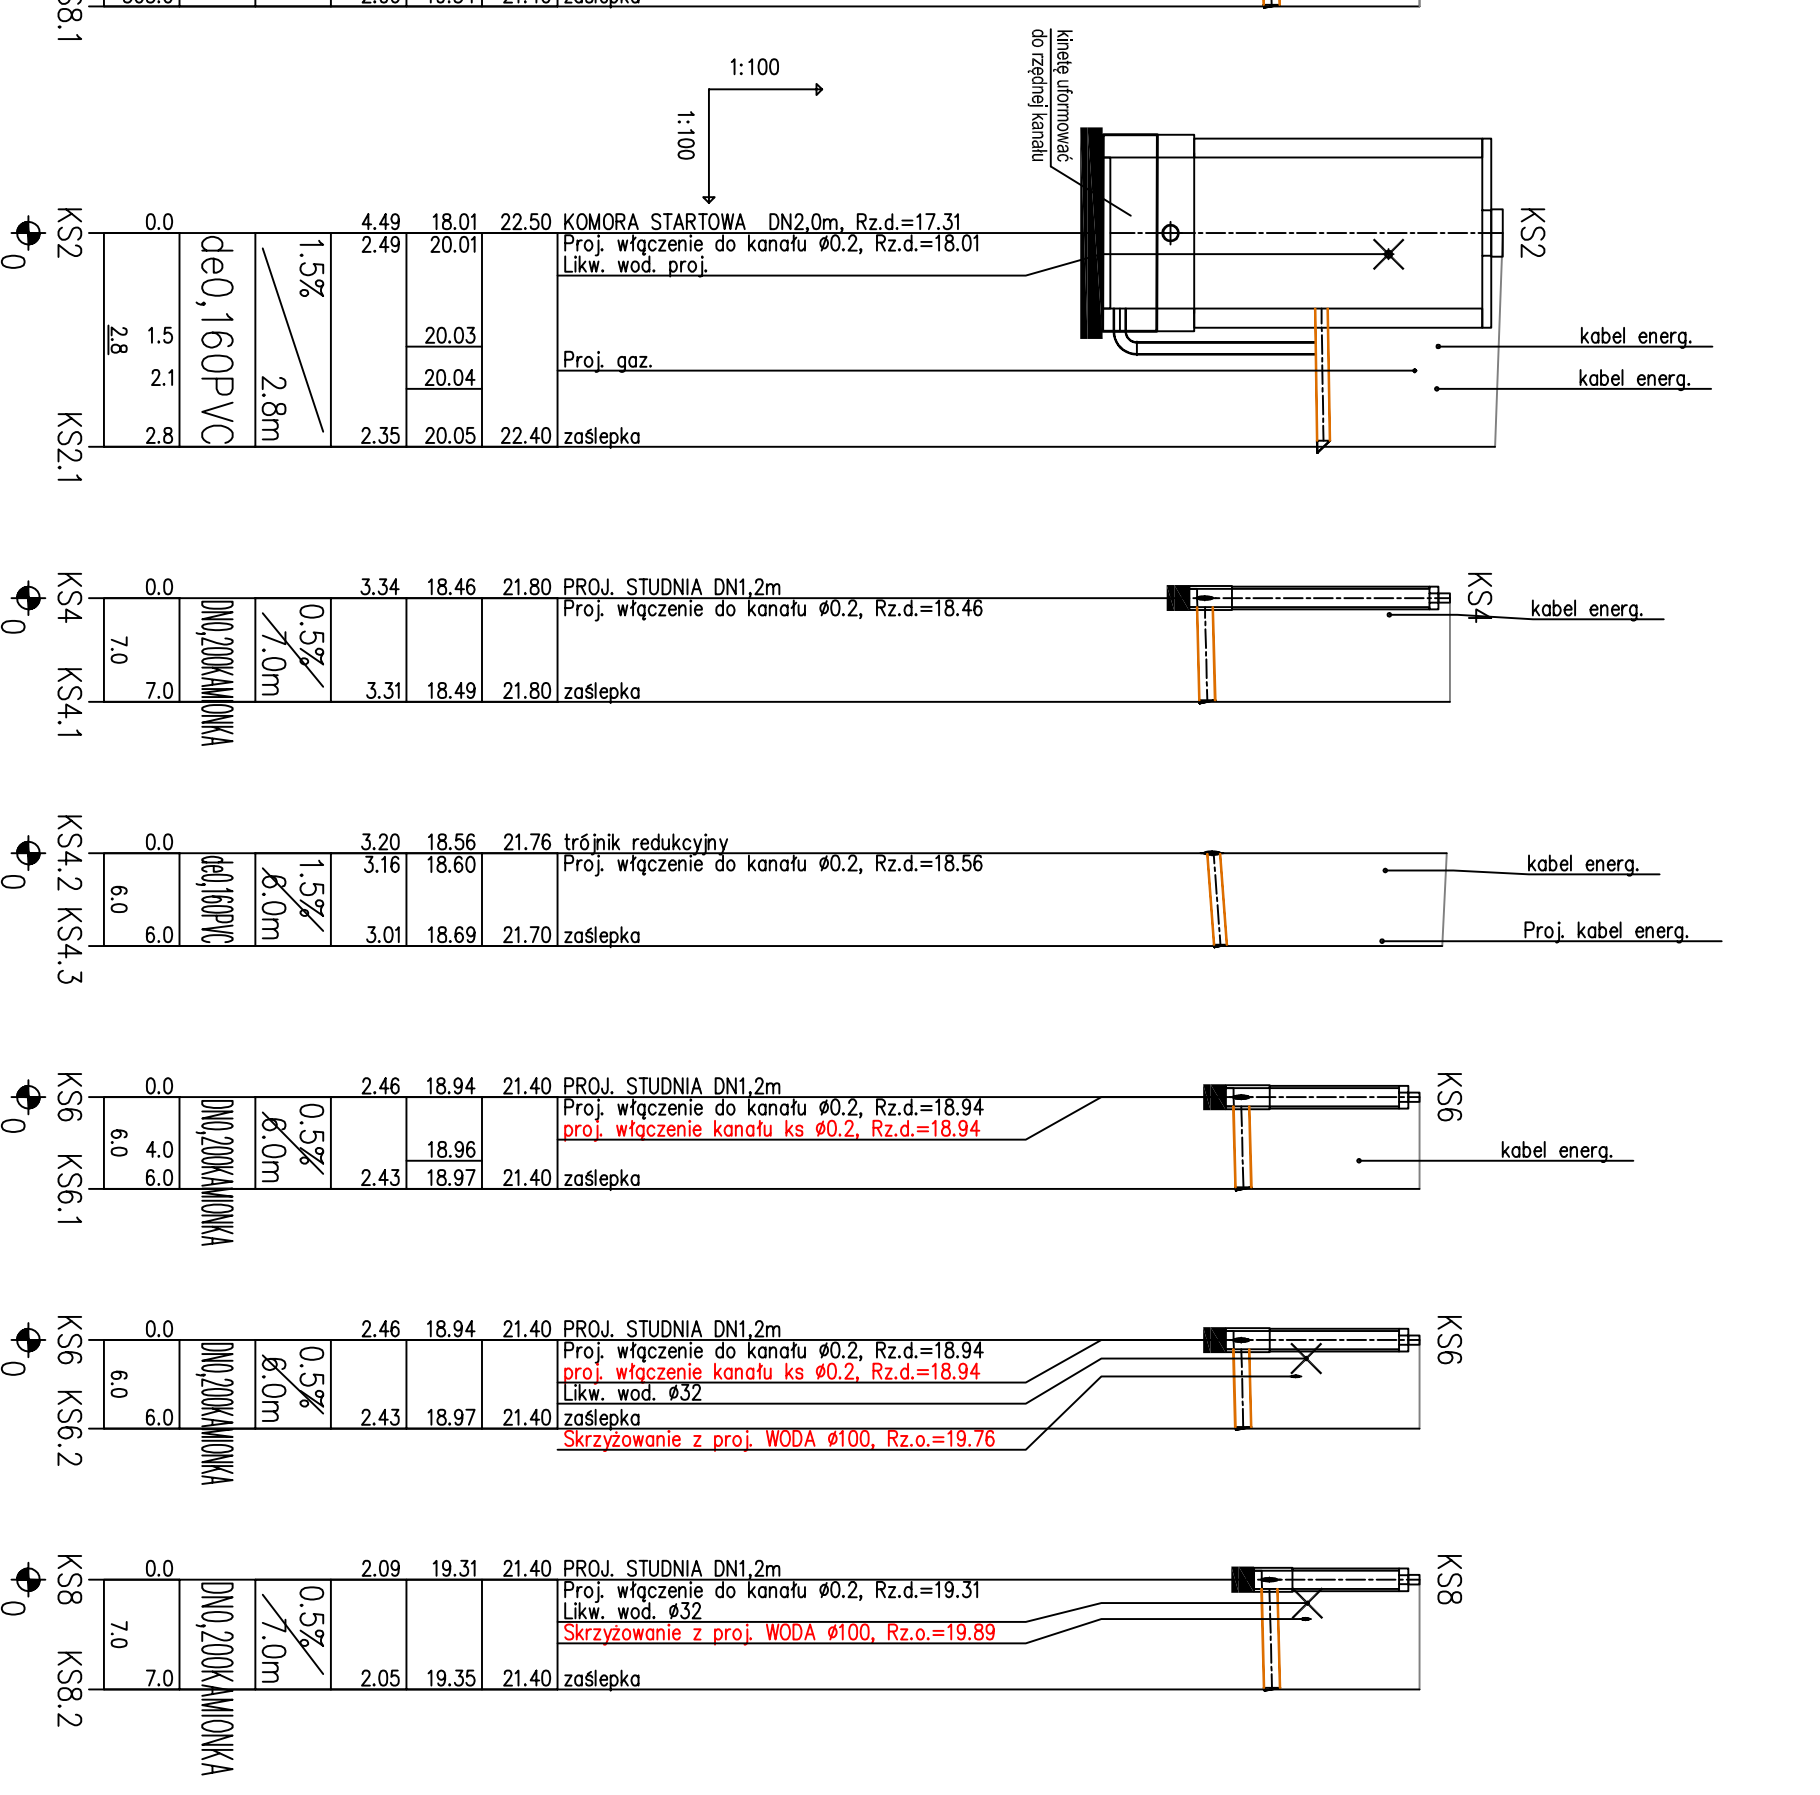 KS8.1
1:100
1:100
kinetę uformować
do rzędnej kanału
KS2
0.0
4.49
18.01
22.50
KOMORA STARTOWA DN2,0m, Rz.d.=17.31
2.49
20.01
Proj. włączenie do kanału ø0.2, Rz.d.=18.01
Likw. wod. proj.
KS2
0
1.5%
2.8m
de0,160PVC
2.8
1.5
20.03
kabel energ.
Proj. gaz.
2.1
20.04
kabel energ.
2.8
2.35
20.05
22.40
zaślepka
KS2.1
KS4
0.0
3.34
18.46
21.80
PROJ. STUDNIA DN1,2m
Proj. włączenie do kanału ø0.2, Rz.d.=18.46
KS4
kabel energ.
0
0.5%
7.0m
DN0,200KAMIONKA
7.0
7.0
3.31
18.49
21.80
zaślepka
KS4.1
KS4.2
0.0
3.20
18.56
21.76
trójnik redukcyjny
3.16
18.60
Proj. włączenie do kanału ø0.2, Rz.d.=18.56
kabel energ.
0
1.5%
6.0m
de0,160PVC
6.0
6.0
3.01
18.69
21.70
zaślepka
Proj. kabel energ.
KS4.3
KS6
0.0
2.46
18.94
21.40
PROJ. STUDNIA DN1,2m
Proj. włączenie do kanału ø0.2, Rz.d.=18.94
proj. włączenie kanału ks ø0.2, Rz.d.=18.94
KS6
0
0.5%
6.0m
DN0,200KAMIONKA
6.0
4.0
18.96
kabel energ.
6.0
2.43
18.97
21.40
zaślepka
KS6.1
KS6
0.0
2.46
18.94
21.40
PROJ. STUDNIA DN1,2m
Proj. włączenie do kanału ø0.2, Rz.d.=18.94
proj. włączenie kanału ks ø0.2, Rz.d.=18.94
Likw. wod. ø32
KS6
0
0.5%
6.0m
DN0,200KAMIONKA
6.0
6.0
2.43
18.97
21.40
zaślepka
Skrzyżowanie z proj. WODA ø100, Rz.o.=19.76
KS6.2
KS8
0.0
2.09
19.31
21.40
PROJ. STUDNIA DN1,2m
Proj. włączenie do kanału ø0.2, Rz.d.=19.31
Likw. wod. ø32
Skrzyżowanie z proj. WODA ø100, Rz.o.=19.89
KS8
0
0.5%
7.0m
DN0,200KAMIONKA
7.0
7.0
2.05
19.35
21.40
zaślepka
KS8.2